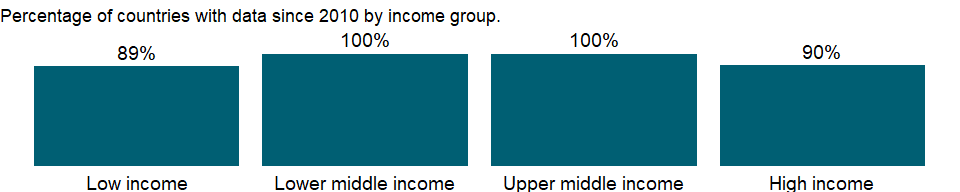 Percentage of countries with data since 2010 by income group.
89%
100%
100%
90%
Low income
Lower middle income
Upper middle income
High income